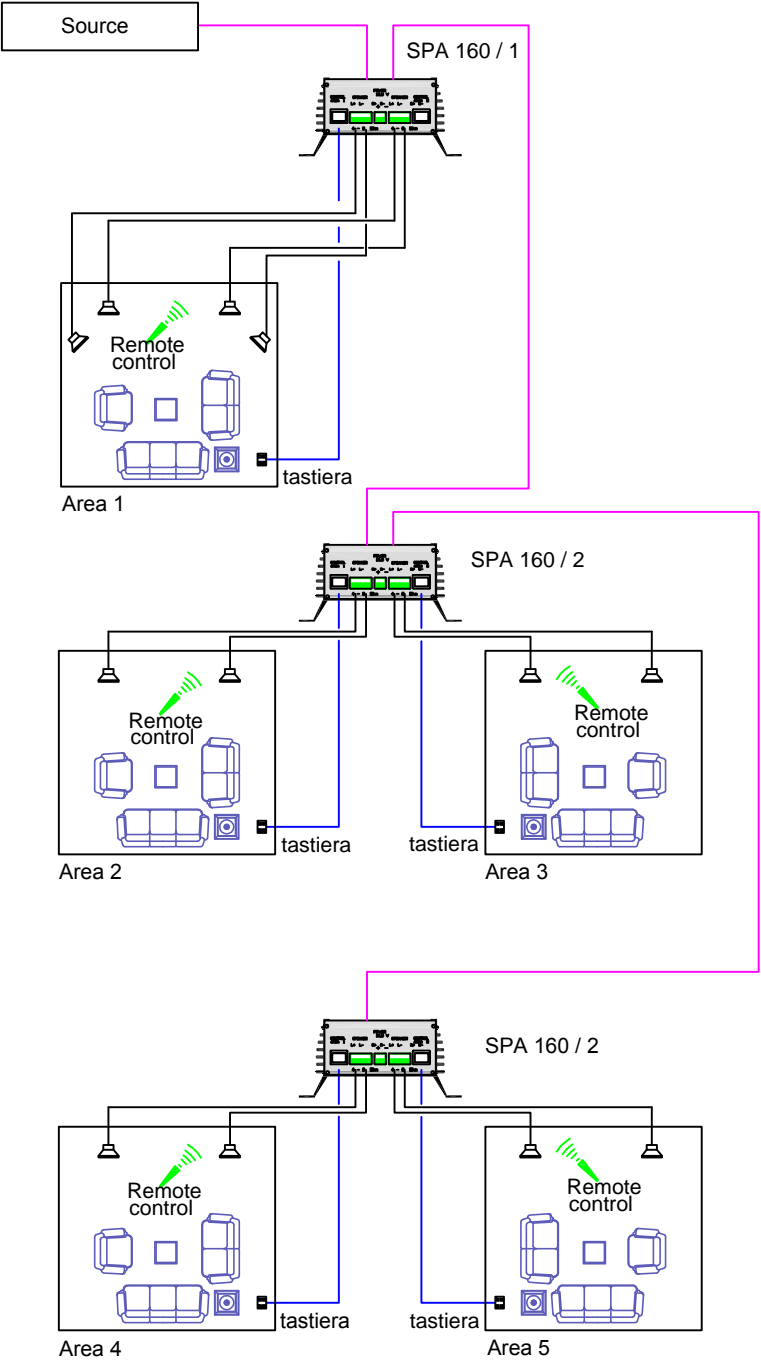 Source
SPA 160 / 1
Remote
control
tastiera
Area 1
SPA 160 / 2
Remote
control
Remote
control
tastiera
tastiera
Area 2
Area 3
SPA 160 / 2
Remote
control
Remote
control
tastiera
tastiera
Area 4
Area 5